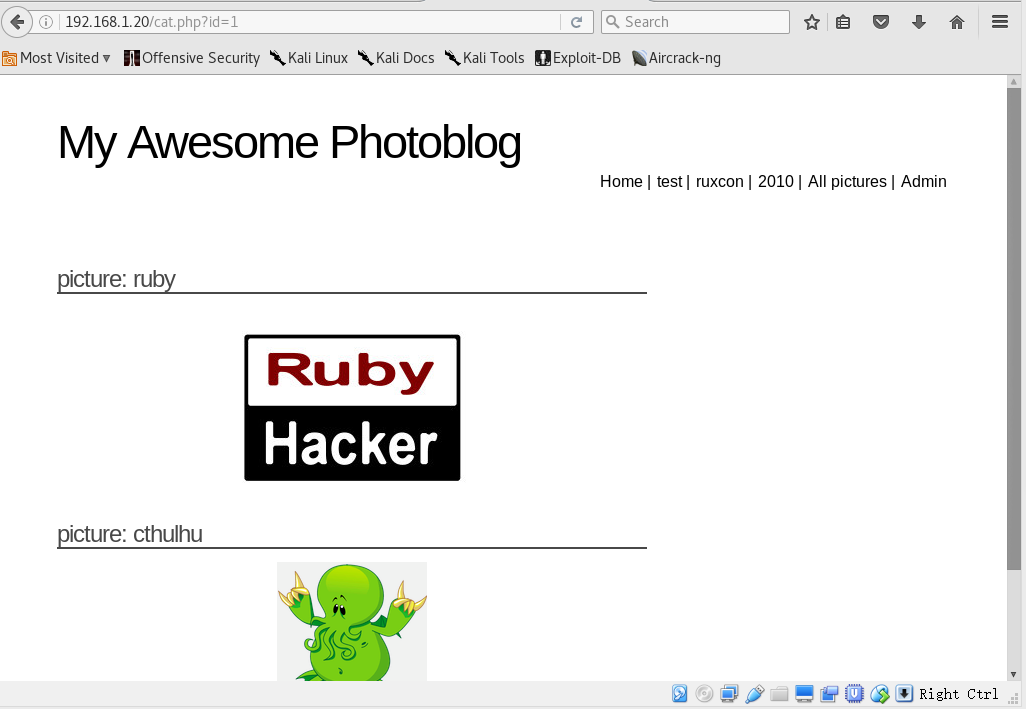 192.168.1.20/cat.php?id=1
Search
Most Visited
Offensive Security
Kali Linux
Kali Docs
Kali Tools
Exploit-DB
Aircrack-ng
My Awesome Photoblog
Home | test | ruxcon | 2010 | All pictures | Admin
picture: ruby
Ruby
Hacker
picture: cthulhu
Right Ctrl